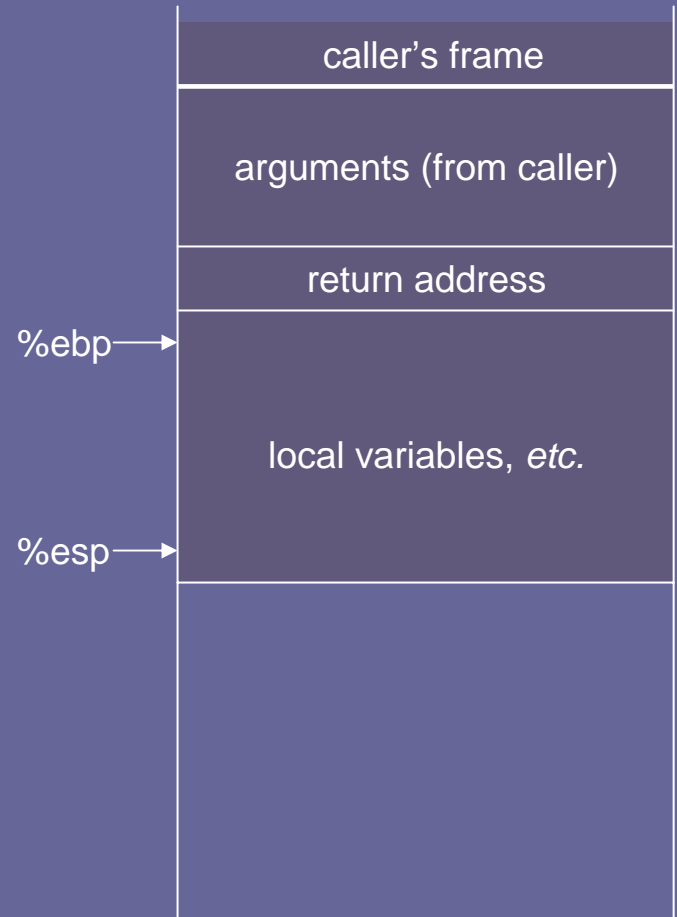 caller's frame
arguments (from caller)
return address
%ebp
local variables, etc.
%esp